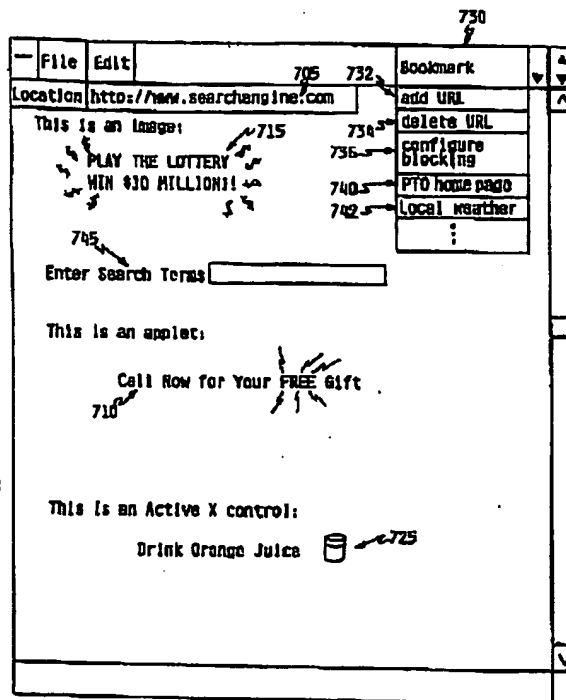 730
File Edit Bookmark
705 732
Location http://www.searchengine.com add URL
This is an image: 715 734 delete URL
736 configure
blocking
PLAY THE LOTTERY
WIN $30 MILLION!! 740 PTO home page
742 Local weather
745
Enter Search Terms
This is an applet:
Call Now for Your FREE Gift
710
This is an Active X control:
Drink Orange Juice 725